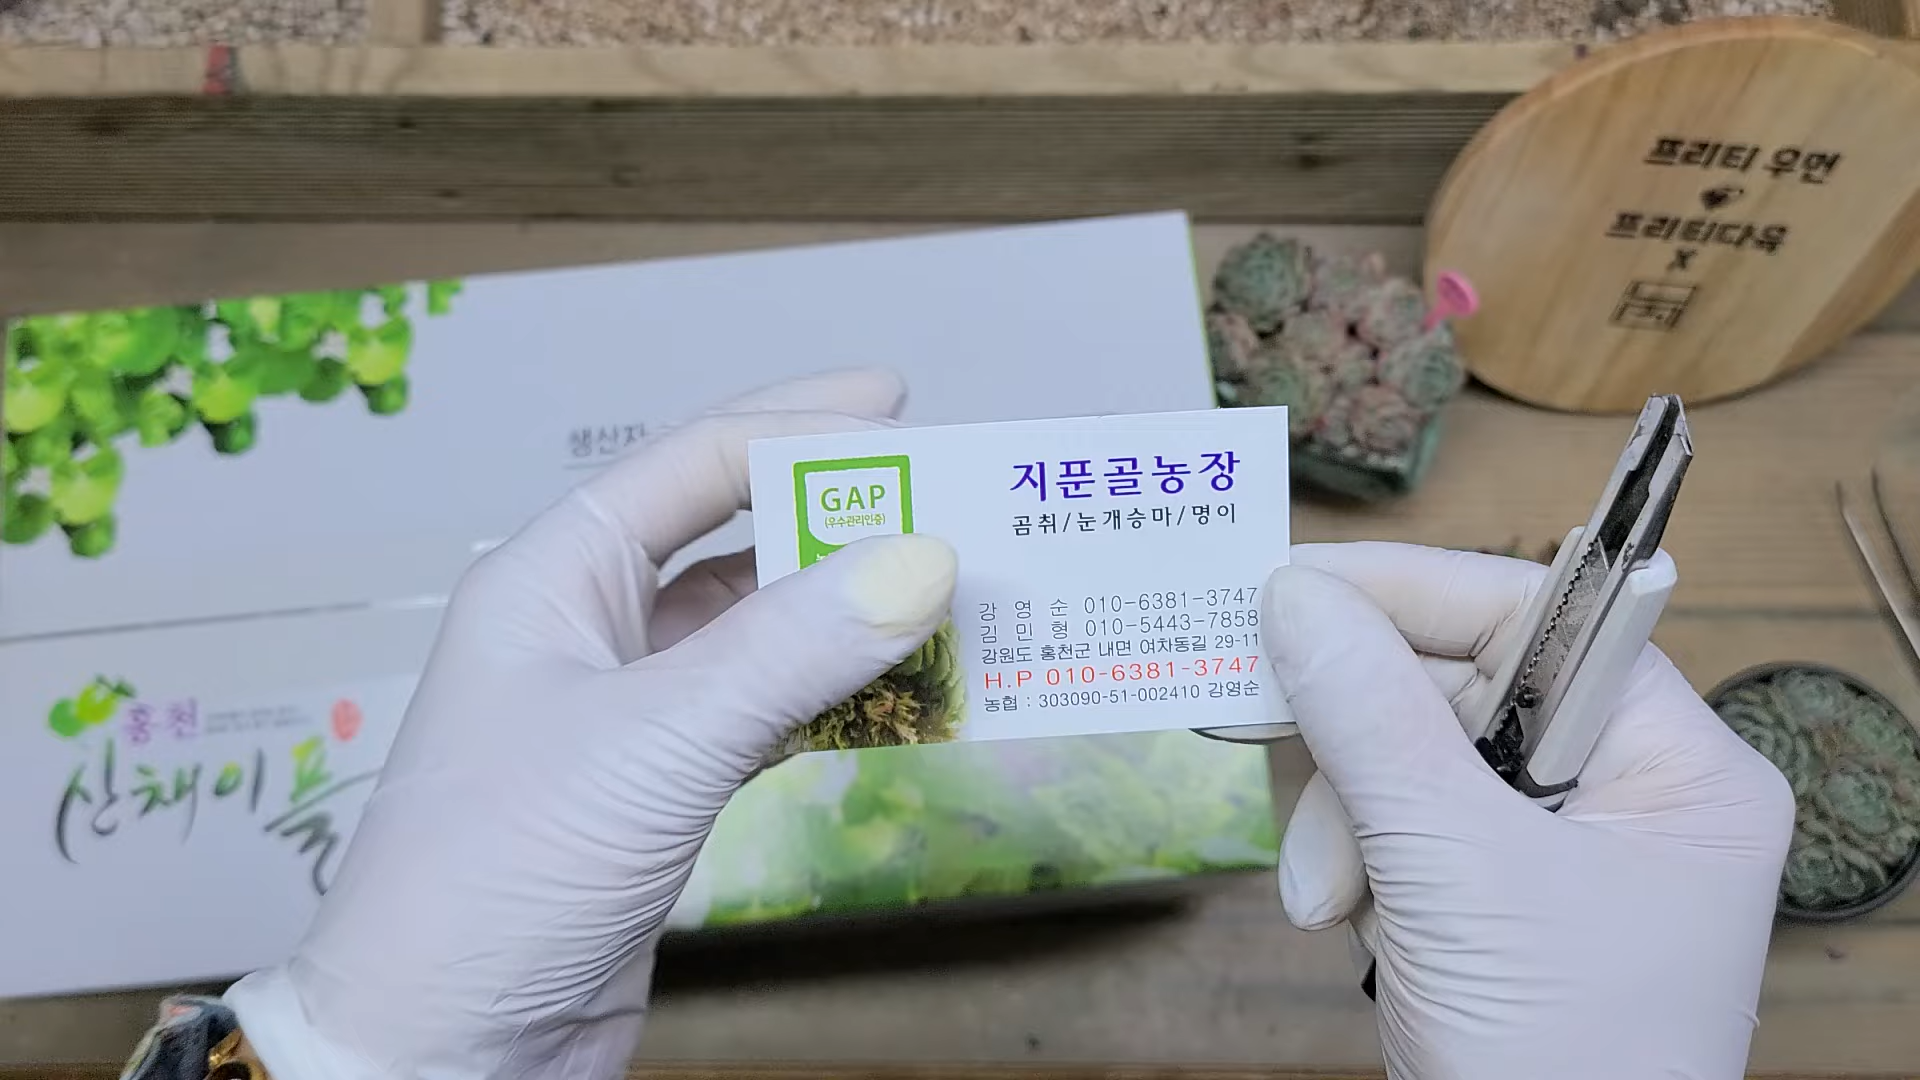 프리티 우먼
프리티다육
X
생산자
GAP
(우수관리인증)
지푼골농장
곰취/눈개승마/명이
강 영 순 010-6381-3747
김 민 형 010-5443-7858
강원도 홍천군 내면 여차동길 29-11
H.P 010-6381-3747
농협 : 303090-51-002410 강영순
홍천
산채이풀